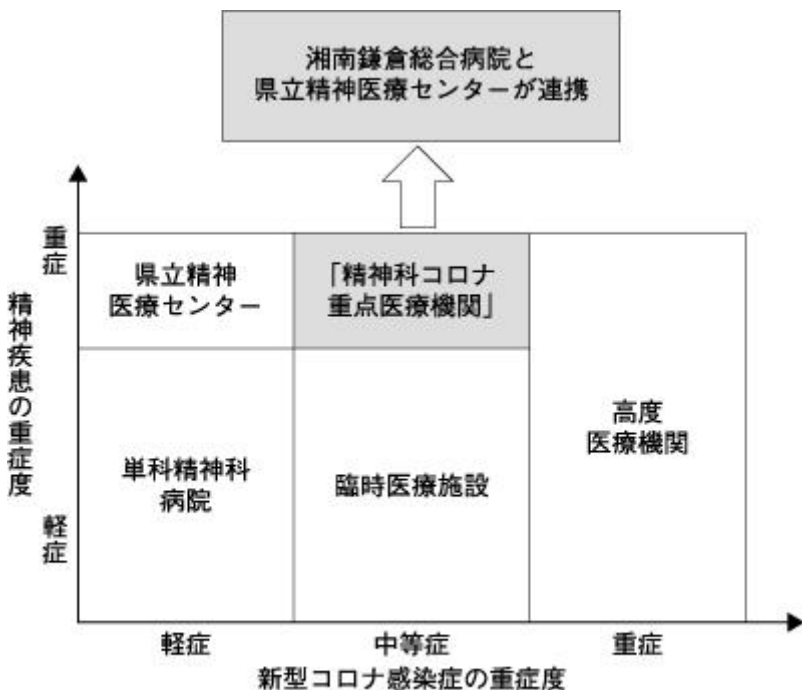 湘南鎌倉総合病院と
県立精神医療センターが連携
重症
県立精神
医療センター
「精神科コロナ
重点医療機関」
精神疾患の重症度
高度
医療機関
単科精神科
病院
臨時医療施設
軽症
軽症
中等症
重症
新型コロナ感染症の重症度